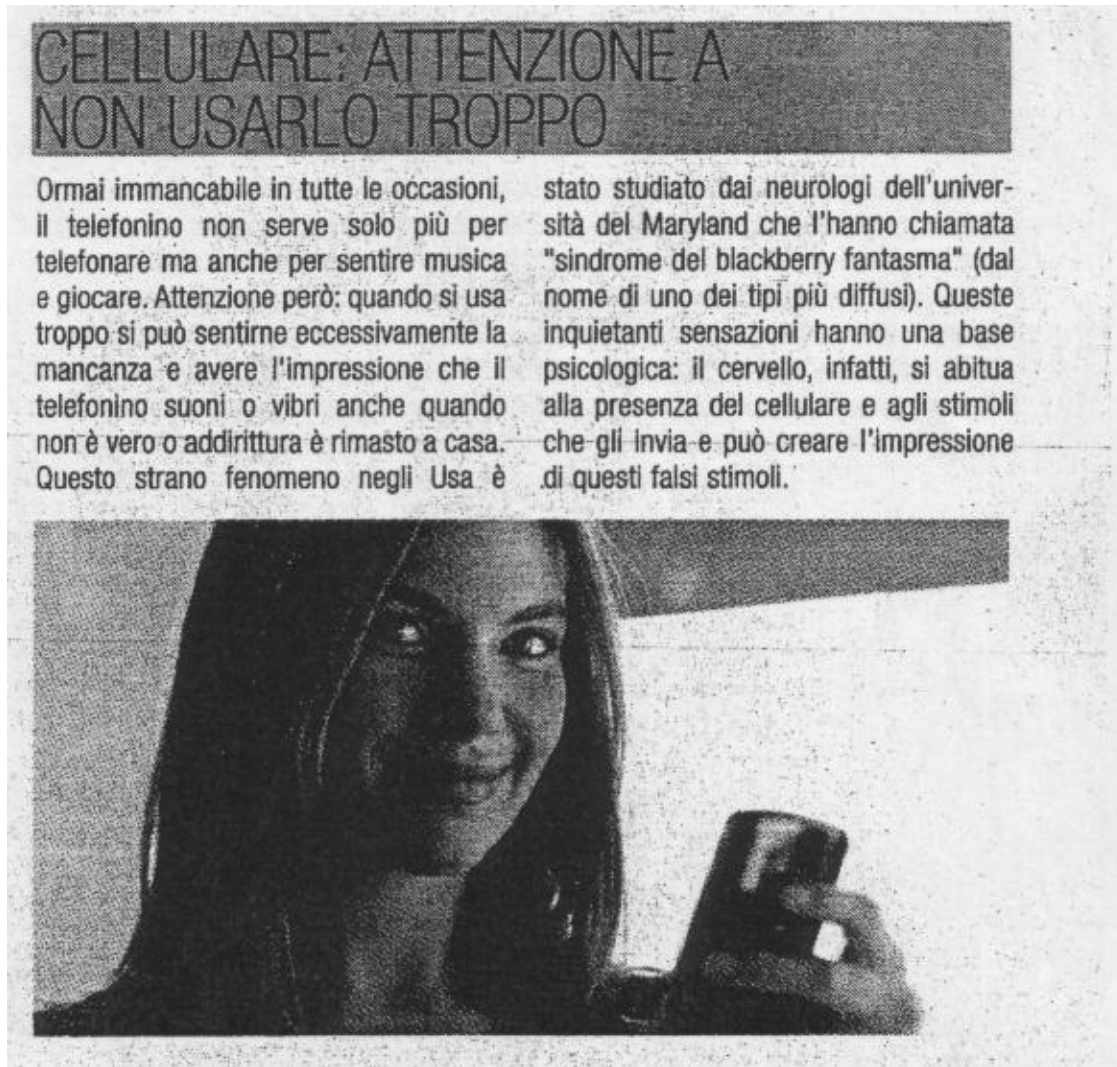 CELLULARE: ATTENZIONE A
NON USARLO TROPPO
Ormai immancabile in tutte le occasioni,
il telefonino non serve solo più per
telefonare ma anche per sentire musica
e giocare. Attenzione però: quando si usa
troppo si può sentirne eccessivamente la
mancanza e avere l'impressione che il
telefonino suoni o vibri anche quando
non è vero o addirittura è rimasto a casa.
Questo strano fenomeno negli Usa è
stato studiato dai neurologi dell'univer-
sità del Maryland che l'hanno chiamata
"sindrome del blackberry fantasma" (dal
nome di uno dei tipi più diffusi). Queste
inquietanti sensazioni hanno una base
psicologica: il cervello, infatti, si abitua
alla presenza del cellulare e agli stimoli
che gli invia e può creare l'impressione
di questi falsi stimoli.